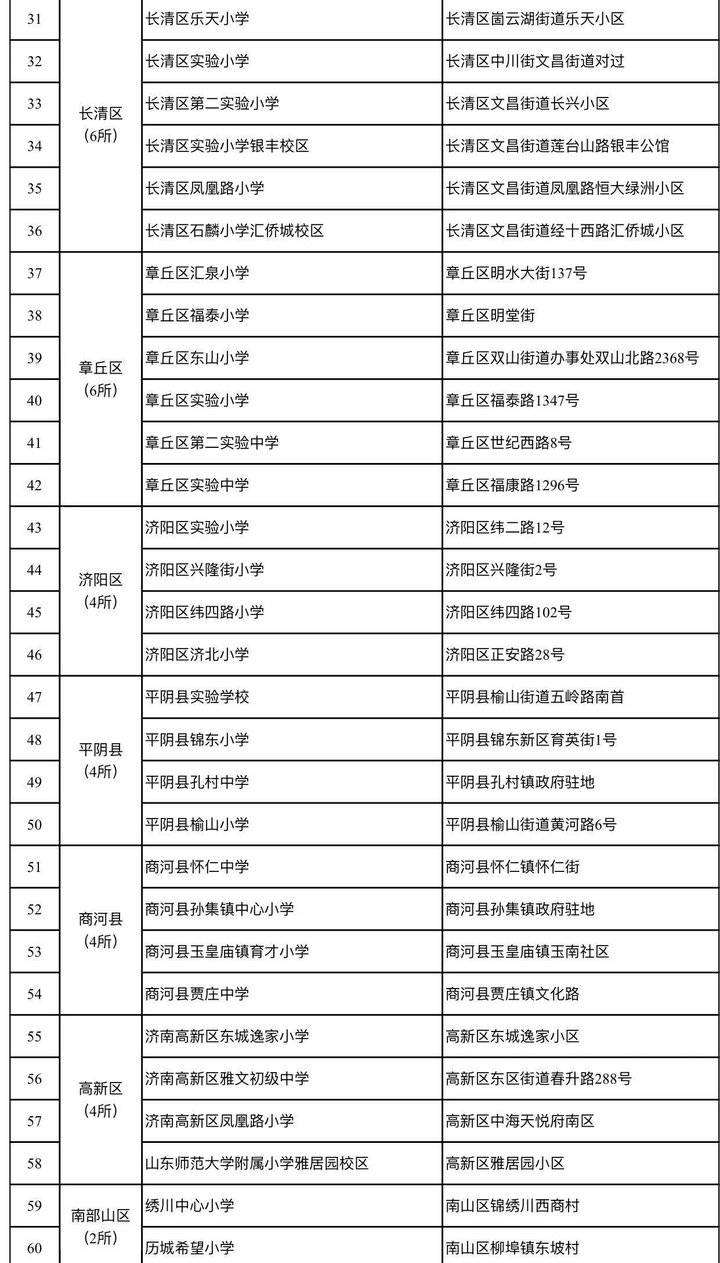 31 长清区乐天小学 长清区崮云湖街道乐天小区
32 长清区实验小学 长清区中川街文昌街道对过
33 长清区第二实验小学 长清区文昌街道长兴小区
长清区
（6所）
34 长清区实验小学银丰校区 长清区文昌街道莲台山路银丰公馆
35 长清区凤凰路小学 长清区文昌街道凤凰路恒大绿洲小区
36 长清区石麟小学汇侨城校区 长清区文昌街道经十西路汇侨城小区
37 章丘区汇泉小学 章丘区明水大街137号
38 章丘区福泰小学 章丘区明堂街
39 章丘区东山小学 章丘区双山街道办事处双山北路2368号
章丘区
（6所）
40 章丘区实验小学 章丘区福泰路1347号
41 章丘区第二实验中学 章丘区世纪西路8号
42 章丘区实验中学 章丘区福康路1296号
43 济阳区实验小学 济阳区纬二路12号
44 济阳区兴隆街小学 济阳区兴隆街2号
济阳区
（4所）
45 济阳区纬四路小学 济阳区纬四路102号
46 济阳区济北小学 济阳区正安路28号
47 平阴县实验学校 平阴县榆山街道五岭路南首
48 平阴县锦东小学 平阴县锦东新区育英街1号
平阴县
（4所）
49 平阴县孔村中学 平阴县孔村镇政府驻地
50 平阴县榆山小学 平阴县榆山街道黄河路6号
51 商河县怀仁中学 商河县怀仁镇怀仁街
52 商河县孙集镇中心小学 商河县孙集镇政府驻地
商河县
（4所）
53 商河县玉皇庙镇育才小学 商河县玉皇庙镇玉南社区
54 商河县贾庄中学 商河县贾庄镇文化路
55 济南高新区东城逸家小学 高新区东城逸家小区
56 济南高新区雅文初级中学 高新区东区街道春升路288号
高新区
（4所）
57 济南高新区凤凰路小学 高新区中海天悦府南区
58 山东师范大学附属小学雅居园校区 高新区雅居园小区
59 绣川中心小学 南山区锦绣川西商村
南部山区
（2所）
60 历城希望小学 南山区柳埠镇东坡村